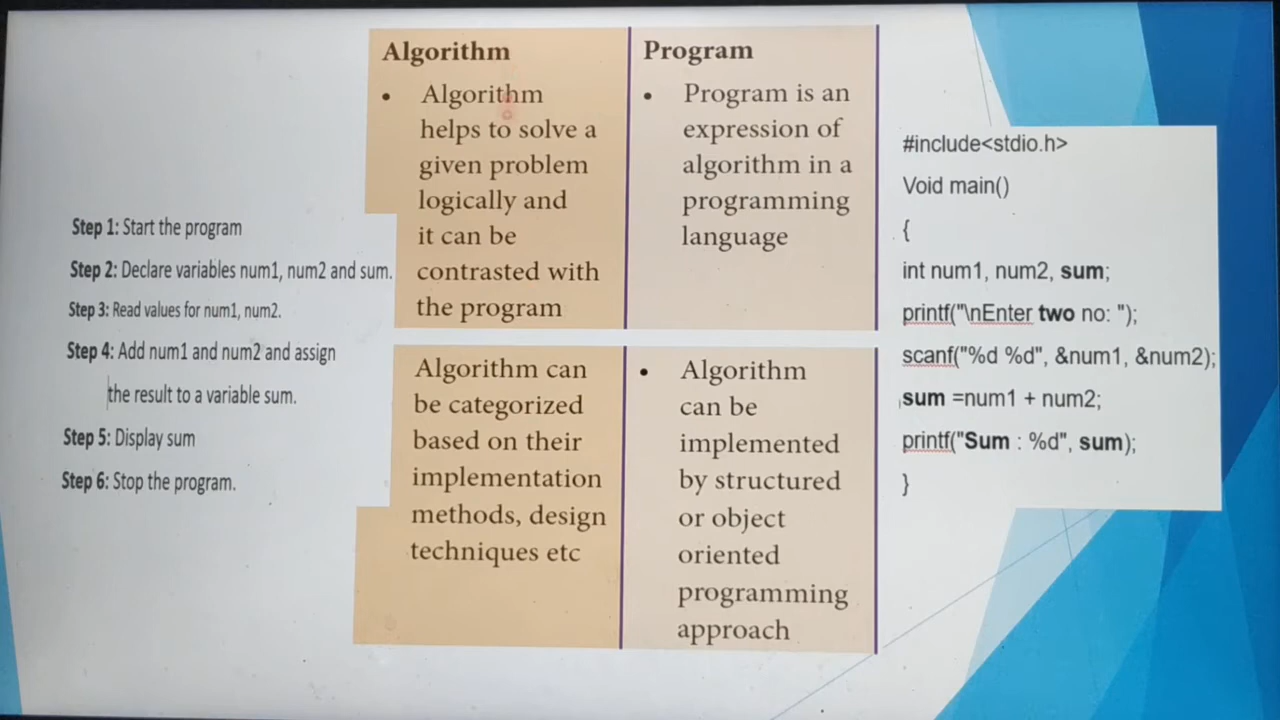 Step 1: Start the program
Step 2: Declare variables num1, num2 and sum.
Step 3: Read values for num1, num2.
Step 4: Add num1 and num2 and assign
the result to a variable sum.
Step 5: Display sum
Step 6: Stop the program.
Algorithm
• Algorithm
helps to solve a
given problem
logically and
it can be
contrasted with
the program
Program
• Program is an
expression of
algorithm in a
programming
language
Algorithm can
be categorized
based on their
implementation
methods, design
techniques etc
• Algorithm
can be
implemented
by structured
or object
oriented
programming
approach
#include<stdio.h>
Void main()
{
int num1, num2, sum;
printf("\nEnter two no: ");
scanf("%d %d", &num1, &num2);
sum =num1 + num2;
printf("Sum : %d", sum);
}